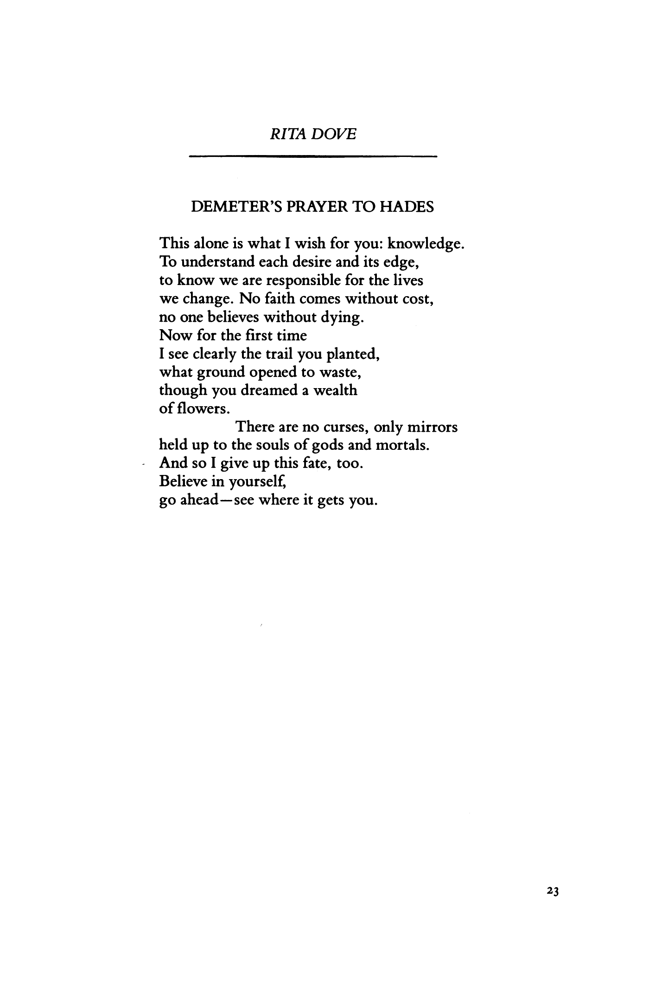 RITA DOVE
DEMETER’S PRAYER TO HADES
This alone is what I wish for you: knowledge.
To understand each desire and its edge,
to know we are responsible for the lives
we change. No faith comes without cost,
no one believes without dying.
Now for the first time
I see clearly the trail you planted,
what ground opened to waste,
though you dreamed a wealth
of flowers.
There are no curses, only mirrors
held up to the souls of gods and mortals.
And so I give up this fate, too.
Believe in yourself,
go ahead—see where it gets you.
23